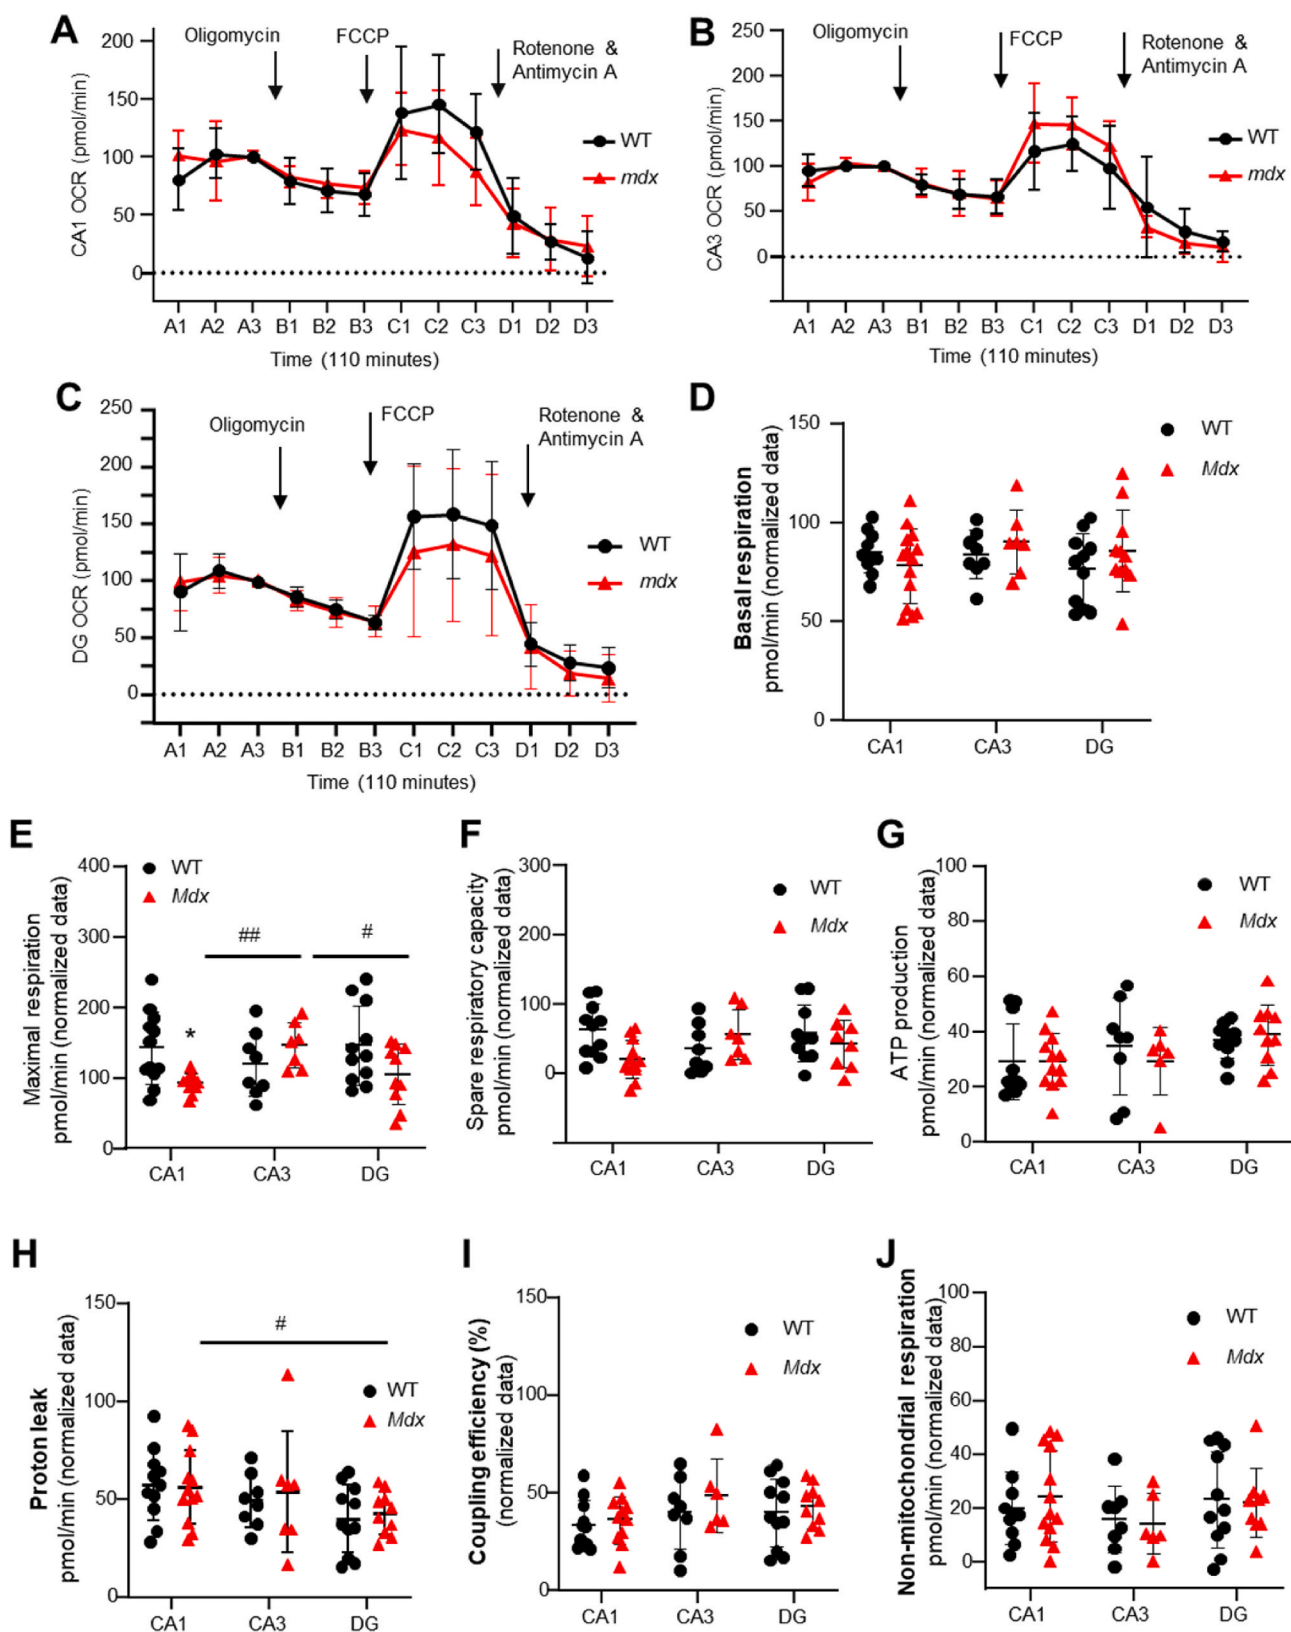 A
CA1 OCR (pmol/min)
200
150
100
50
0
Oligomycin
FCCP
Rotenone &
Antimycin A
WT
mdx
A1 A2 A3 B1 B2 B3 C1 C2 C3 D1 D2 D3
Time (110 minutes)
B
CA3 OCR (pmol/min)
250
200
150
100
50
0
Oligomycin
FCCP
Rotenone &
Antimycin A
WT
mdx
A1 A2 A3 B1 B2 B3 C1 C2 C3 D1 D2 D3
Time (110 minutes)
C
DG OCR (pmol/min)
250
200
150
100
50
0
Oligomycin
FCCP
Rotenone &
Antimycin A
WT
mdx
A1 A2 A3 B1 B2 B3 C1 C2 C3 D1 D2 D3
Time (110 minutes)
D
Basal respiration
pmol/min (normalized data)
150
100
50
0
WT
Mdx
CA1 CA3 DG
E
Maximal respiration
pmol/min (normalized data)
400
300
200
100
0
WT
Mdx
##
#
*
CA1 CA3 DG
F
Spare respiratory capacity
pmol/min (normalized data)
300
200
100
0
WT
Mdx
CA1 CA3 DG
G
ATP production
pmol/min (normalized data)
100
80
60
40
20
0
WT
Mdx
CA1 CA3 DG
H
Proton leak
pmol/min (normalized data)
150
100
50
0
#
WT
Mdx
CA1 CA3 DG
I
Coupling efficiency (%)
(normalized data)
150
100
50
0
WT
Mdx
CA1 CA3 DG
J
Non-mitochondrial respiration
pmol/min (normalized data)
100
80
60
40
20
0
WT
Mdx
CA1 CA3 DG